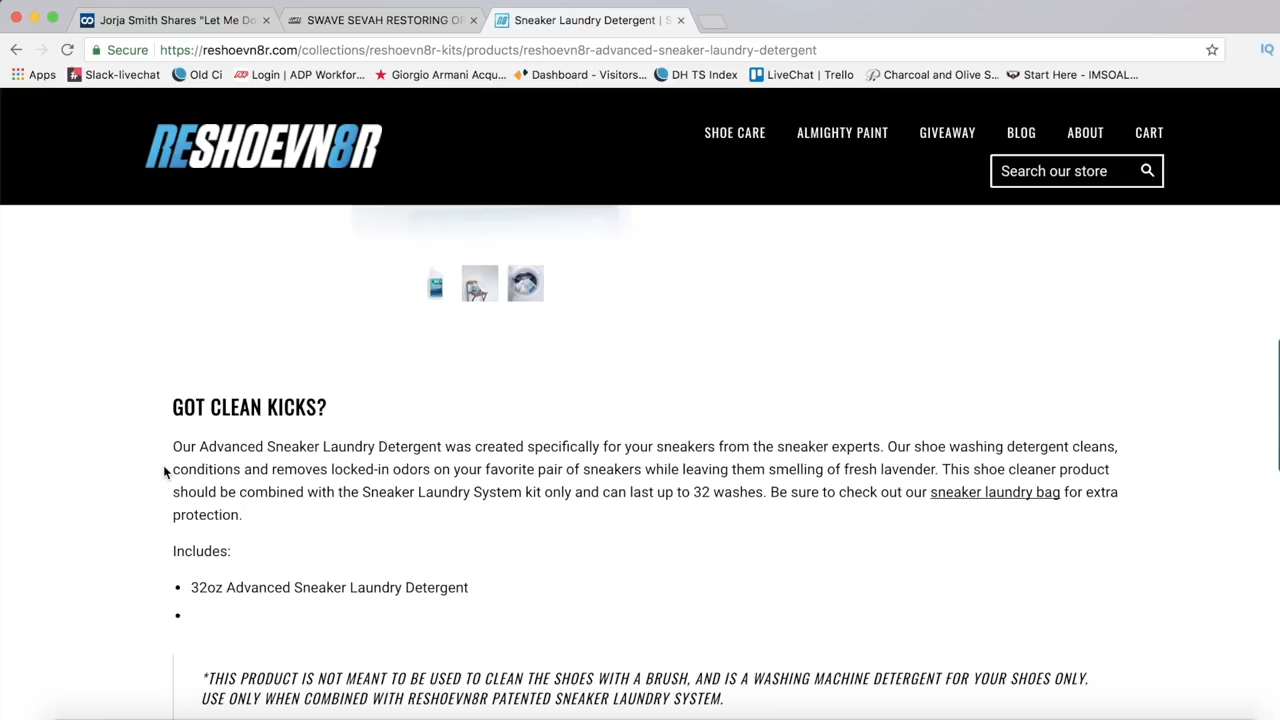 Jorja Smith Shares "Let Me Do
SWAVE SEVAH RESTORING OF
Sneaker Laundry Detergent | S
Secure
https://reshoevn8r.com/collections/reshoevn8r-kits/products/reshoevn8r-advanced-sneaker-laundry-detergent
IQ
Apps Slack-livechat Old Ci Login | ADP Workfor... Giorgio Armani Acqu... Dashboard - Visitors... DH TS Index LiveChat | Trello Charcoal and Olive S... Start Here - IMSOAL...
RESHOEVN8R
SHOE CARE ALMIGHTY PAINT GIVEAWAY BLOG ABOUT CART
Search our store
GOT CLEAN KICKS?
Our Advanced Sneaker Laundry Detergent was created specifically for your sneakers from the sneaker experts. Our shoe washing detergent cleans,
conditions and removes locked-in odors on your favorite pair of sneakers while leaving them smelling of fresh lavender. This shoe cleaner product
should be combined with the Sneaker Laundry System kit only and can last up to 32 washes. Be sure to check out our sneaker laundry bag for extra
protection.
Includes:
• 32oz Advanced Sneaker Laundry Detergent
•
*THIS PRODUCT IS NOT MEANT TO BE USED TO CLEAN THE SHOES WITH A BRUSH, AND IS A WASHING MACHINE DETERGENT FOR YOUR SHOES ONLY.
USE ONLY WHEN COMBINED WITH RESHOEVN8R PATENTED SNEAKER LAUNDRY SYSTEM.